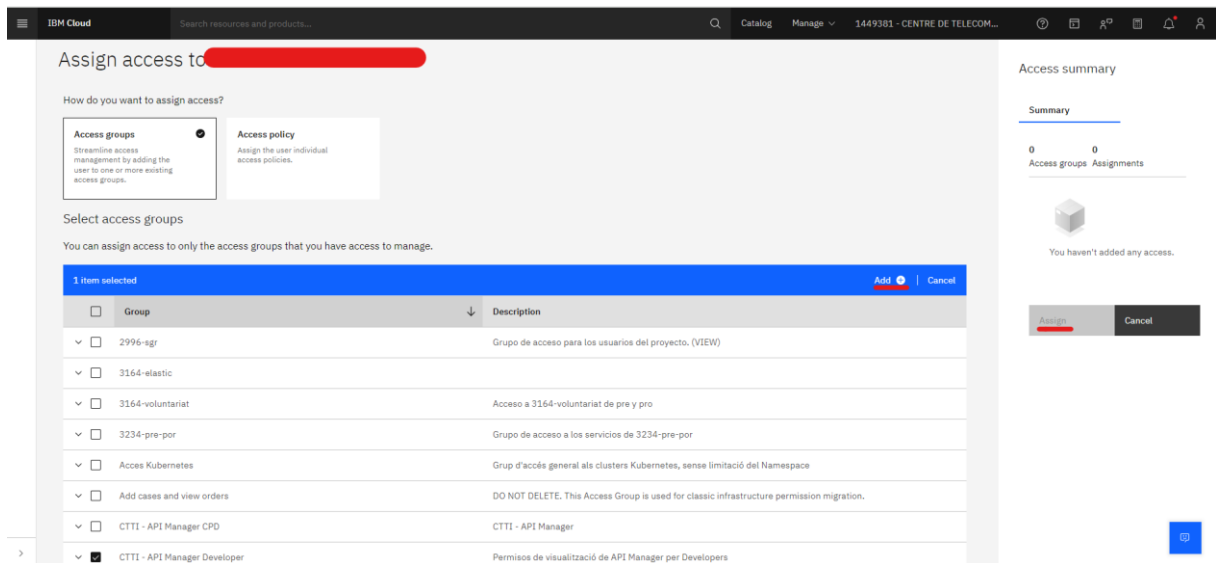 IBM Cloud
Search resources and products...
Catalog
Manage
1449381 - CENTRE DE TELECOM...
Assign access to
How do you want to assign access?
Access groups
Streamline access
management by adding the
user to one or more existing
access groups.
Access policy
Assign the user individual
access policies.
Select access groups
You can assign access to only the access groups that you have access to manage.
1 item selected
Add
Cancel
Group
Description
2996-sgr
Grupo de acceso para los usuarios del proyecto. (VIEW)
3164-elastic
3164-voluntariat
Acceso a 3164-voluntariat de pre y pro
3234-pre-por
Grupo de acceso a los servicios de 3234-pre-por
Acces Kubernetes
Grup d'accés general als clusters Kubernetes, sense limitació del Namespace
Add cases and view orders
DO NOT DELETE. This Access Group is used for classic infrastructure permission migration.
CTTI - API Manager CPD
CTTI - API Manager
CTTI - API Manager Developer
Permisos de visualització de API Manager per Developers
Access summary
Summary
0
Access groups
0
Assignments
You haven't added any access.
Assign
Cancel